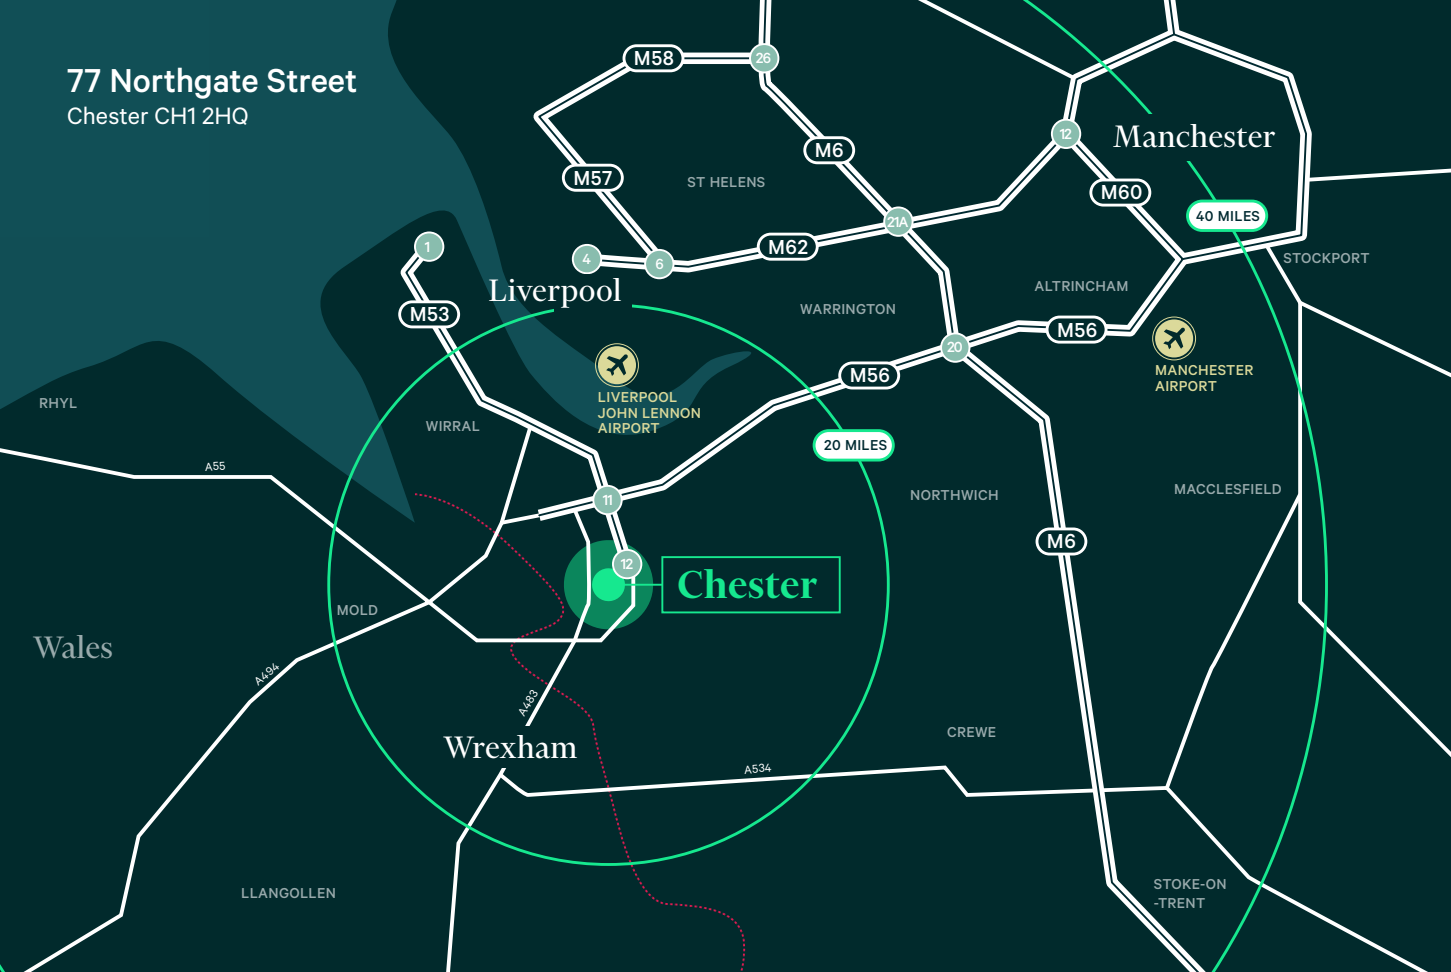 77 Northgate Street
Chester CH1 2HQ
M58
26
M6
12
Manchester
M57
ST HELENS
M60
40 MILES
21A
1
4
6
M62
STOCKPORT
Liverpool
ALTRINCHAM
M53
WARRINGTON
M56
20
MANCHESTER
AIRPORT
M56
LIVERPOOL
JOHN LENNON
AIRPORT
RHYL
WIRRAL
20 MILES
A55
NORTHWICH
MACCLESFIELD
11
M6
12
Chester
MOLD
Wales
A494
A483
Wrexham
CREWE
A534
LLANGOLLEN
STOKE-ON
-TRENT